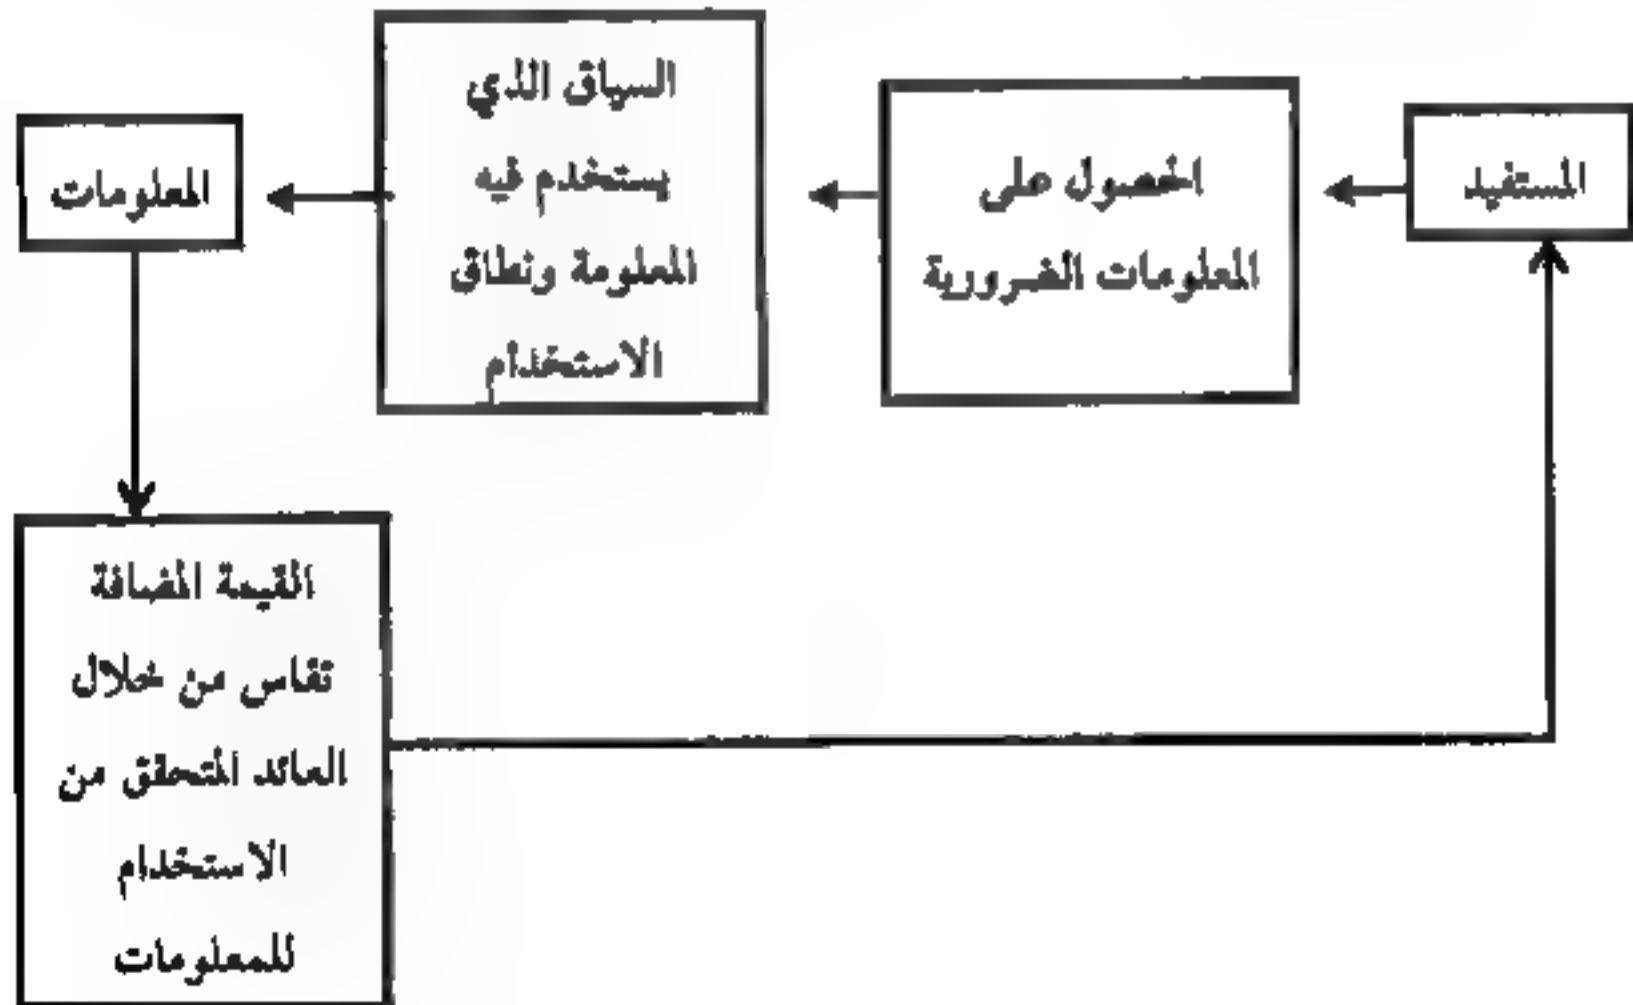 المستفيد
الحصول على
المعلومات الضرورية
السياق الذي
يستخدم فيه
المعلومة ونطاق
الاستخدام
المعلومات
القيمة المضافة
تقاس من خلال
العائد المتحقق من
الاستخدام
للمعلومات